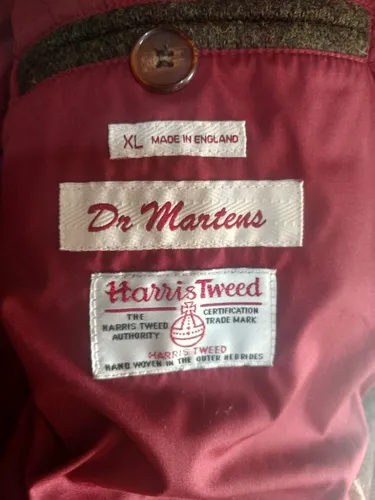 XL MADE IN ENGLAND
Dr Martens
Harris Tweed
THE CERTIFICATION
HARRIS TWEED TRADE MARK
AUTHORITY
HARRIS TWEED
HAND WOVEN IN THE OUTER HEBRIDES